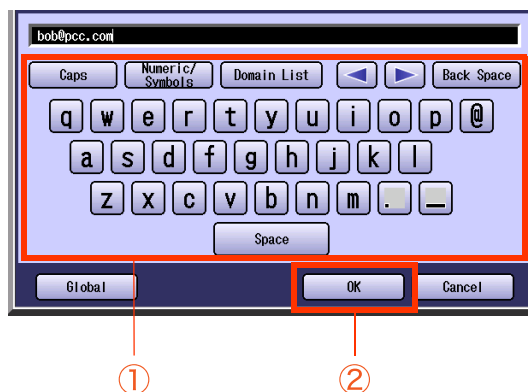 bob@pcc.com
Caps Numeric/ Symbols Domain List Back Space
q w e r t y u i o p @
a s d f g h j k l
z x c v b n m . _
Space
Global OK Cancel
① ②